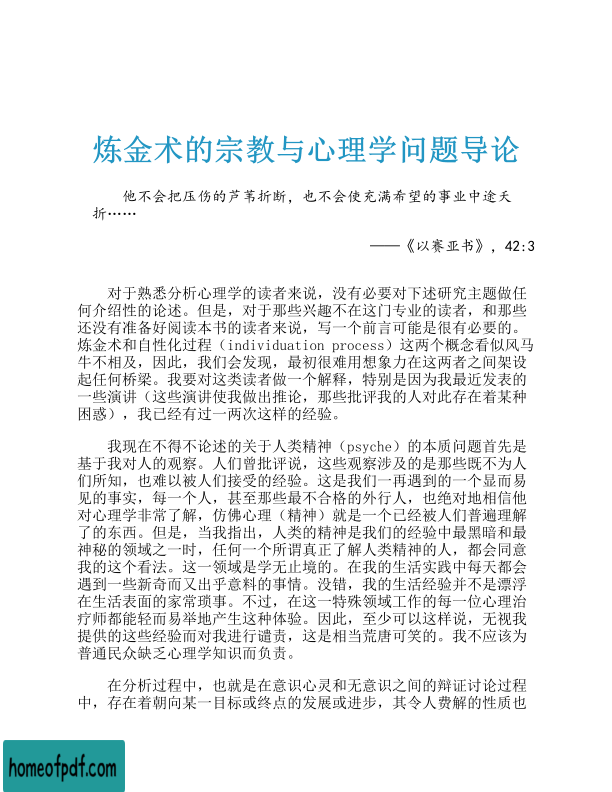 炼金术的宗教与心理学问题导论
他不会把压伤的芦苇折断，也不会使充满希望的事业中途夭
折……
——《以赛亚书》，42:3
对于熟悉分析心理学的读者来说，没有必要对下述研究主题做任
何介绍性的论述。但是，对于那些兴趣不在这门专业的读者，和那些
还没有准备好阅读本书的读者来说，写一个前言可能是很有必要的。
炼金术和自性化过程（individuation process）这两个概念看似风马
牛不相及，因此，我们会发现，最初很难用想象力在这两者之间架设
起任何桥梁。我要对这类读者做一个解释，特别是因为我最近发表的
一些演讲（这些演讲使我做出推论，那些批评我的人对此存在着某种
困惑），我已经有过一两次这样的经验。
我现在不得不论述的关于人类精神（psyche）的本质问题首先是
基于我对人的观察。人们曾批评说，这些观察涉及的是那些既不为人
们所知，也难以被人们接受的经验。这是我们一再遇到的一个显而易
见的事实，每一个人，甚至那些最不合格的外行人，也绝对地相信他
对心理学非常了解，仿佛心理（精神）就是一个已经被人们普遍理解
了的东西。但是，当我指出，人类的精神是我们的经验中最黑暗和最
神秘的领域之一时，任何一个所谓真正了解人类精神的人，都会同意
我的这个看法。这一领域是学无止境的。在我的生活实践中每天都会
遇到一些新奇而又出乎意料的事情。没错，我的生活经验并不是漂浮
在生活表面的家常琐事。不过，在这一特殊领域工作的每一位心理治
疗师都能轻而易举地产生这种体验。因此，至少可以这样说，无视我
提供的这些经验而对我进行谴责，这是相当荒唐可笑的。我不应该为
普通民众缺乏心理学知识而负责。
在分析过程中，也就是在意识心灵和无意识之间的辩证讨论过程
中，存在着朝向某一目标或终点的发展或进步，其令人费解的性质也
homeofpdf.com